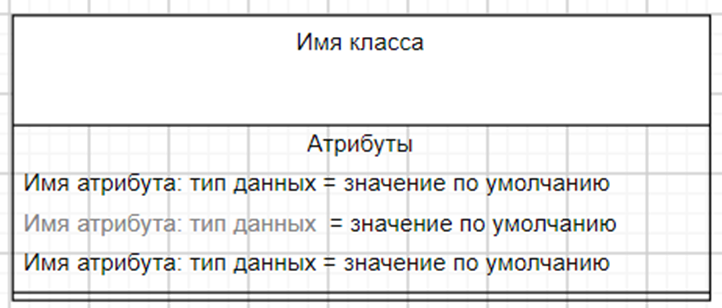 Имя класса
Атрибуты
Имя атрибута: тип данных = значение по умолчанию
Имя атрибута: тип данных = значение по умолчанию
Имя атрибута: тип данных = значение по умолчанию